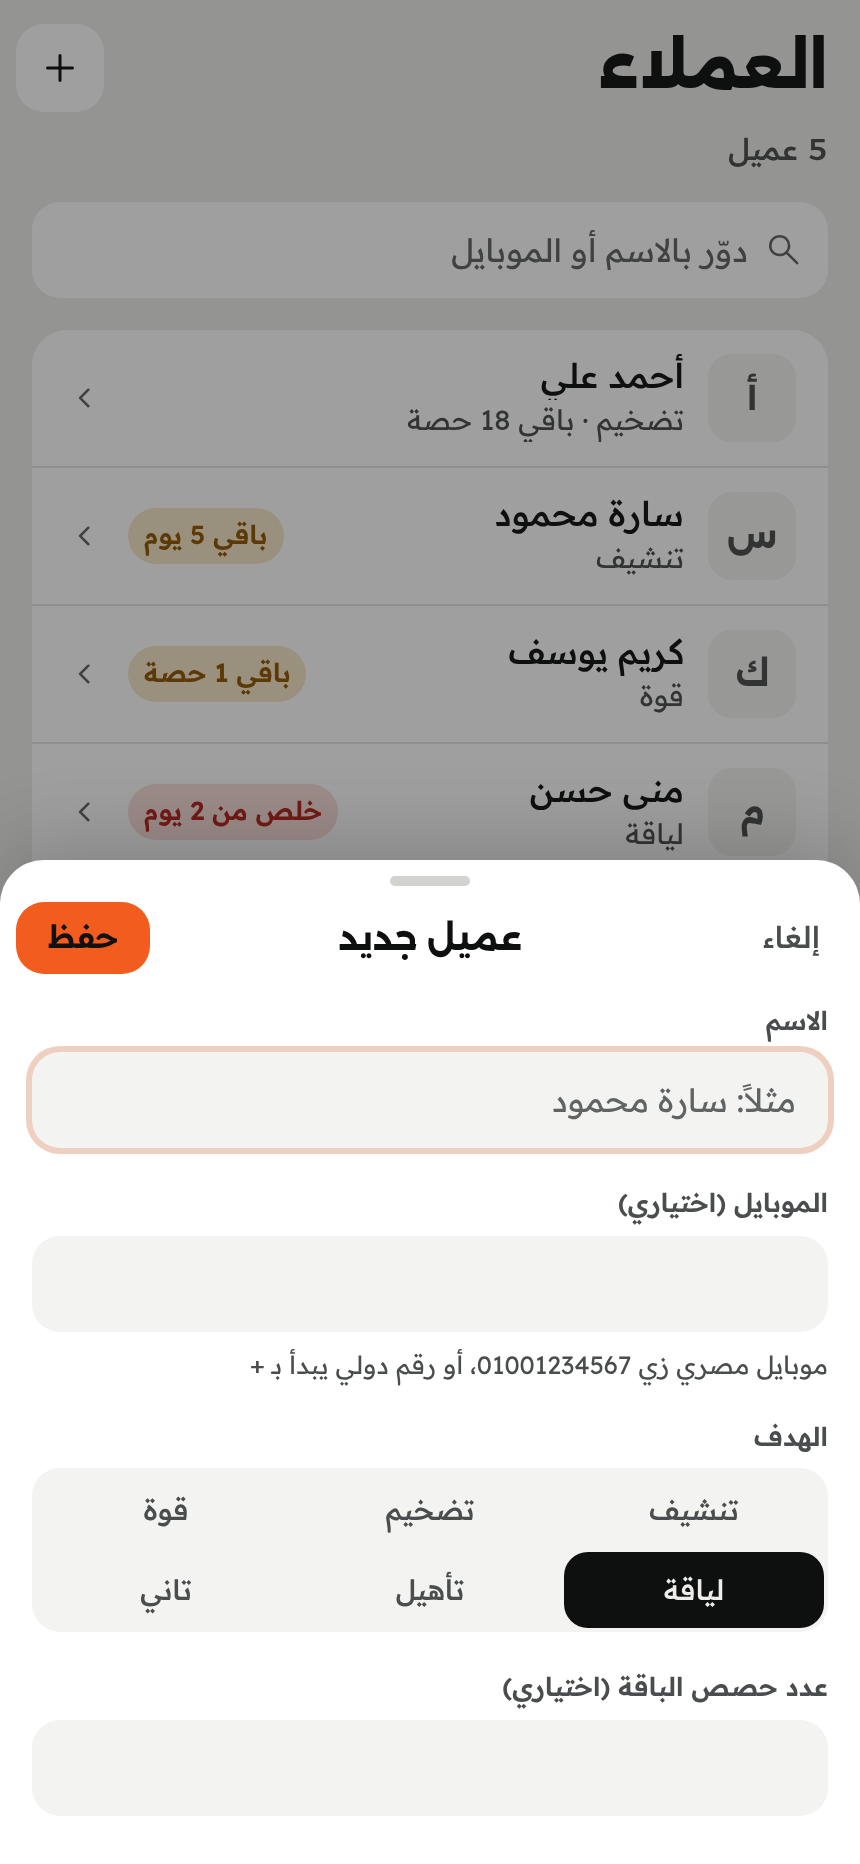 العملاء
+
5 عميل
دوّر بالاسم أو الموبايل
أ
أحمد علي
تضخيم · باقي 18 حصة
س
سارة محمود
تنشيف
باقي 5 يوم
ك
كريم يوسف
قوة
باقي 1 حصة
م
منى حسن
لياقة
خلص من 2 يوم
إلغاء
عميل جديد
حفظ
الاسم
مثلاً: سارة محمود
الموبايل (اختياري)
موبايل مصري زي 01001234567، أو رقم دولي يبدأ بـ +
الهدف
تنشيف
تضخيم
قوة
لياقة
تأهيل
تاني
عدد حصص الباقة (اختياري)